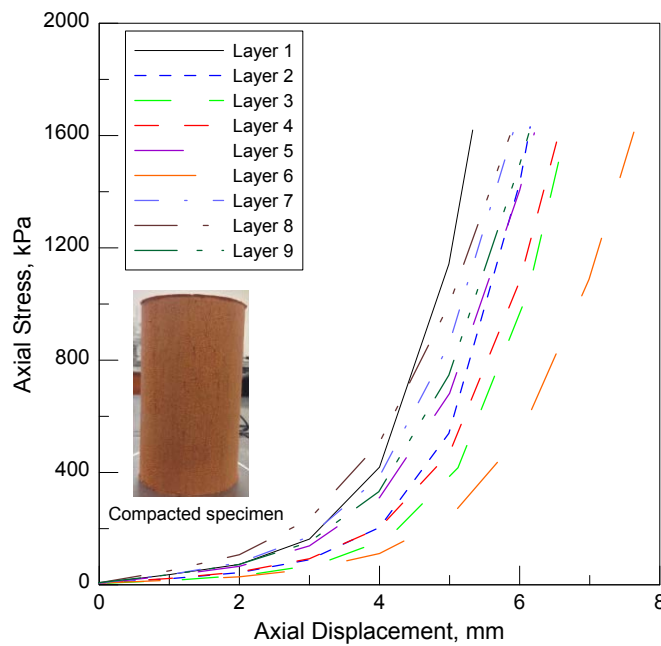 2000
1600
1200
800
400
0
Axial Stress, kPa
Layer 1
Layer 2
Layer 3
Layer 4
Layer 5
Layer 6
Layer 7
Layer 8
Layer 9
Compacted specimen
0 2 4 6 8
Axial Displacement, mm